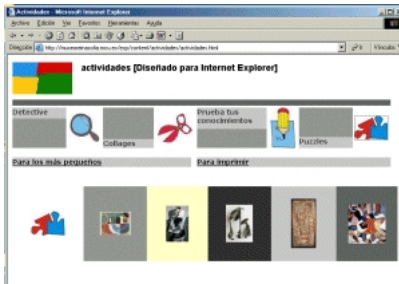 Actividades - Microsoft Internet Explorer
Archivo Edición Ver Favoritos Herramientas Ayuda
Vínculos
actividades [Diseñado para Internet Explorer]
Detective
Collages
Prueba tus
conocimientos
Puzzles
Para los más pequeños
Para imprimir